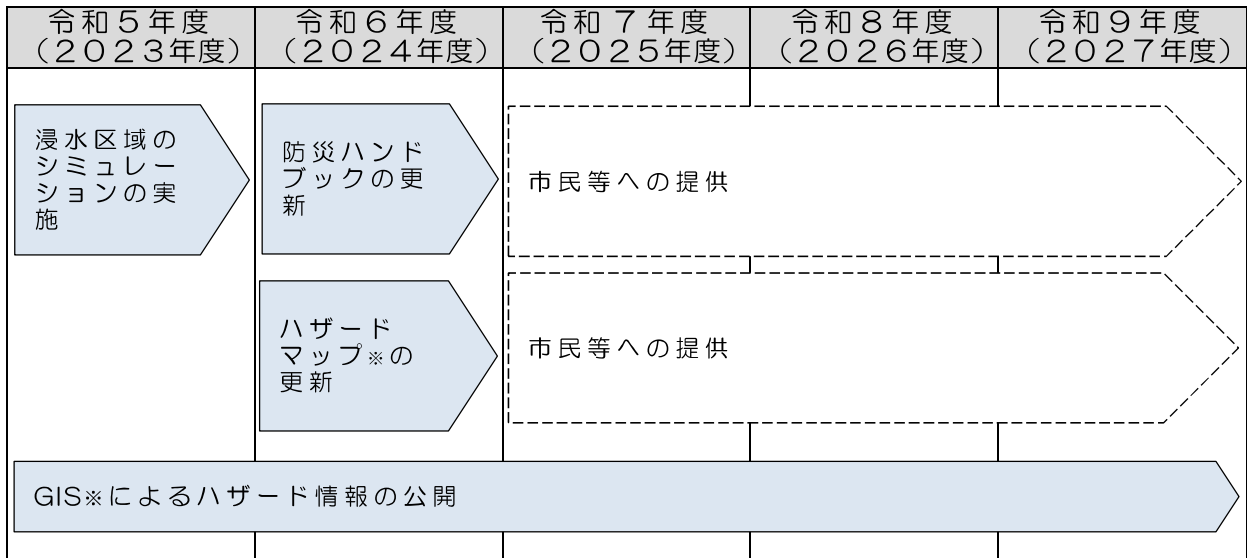 令和５年度
（２０２３年度）
令和６年度
（２０２４年度）
令和７年度
（２０２５年度）
令和８年度
（２０２６年度）
令和９年度
（２０２７年度）
浸水区域の
シミュレー
ションの実
施
防災ハンド
ブックの更
新
市民等への提供
ハザード
マップ※の
更新
市民等への提供
GIS※によるハザード情報の公開